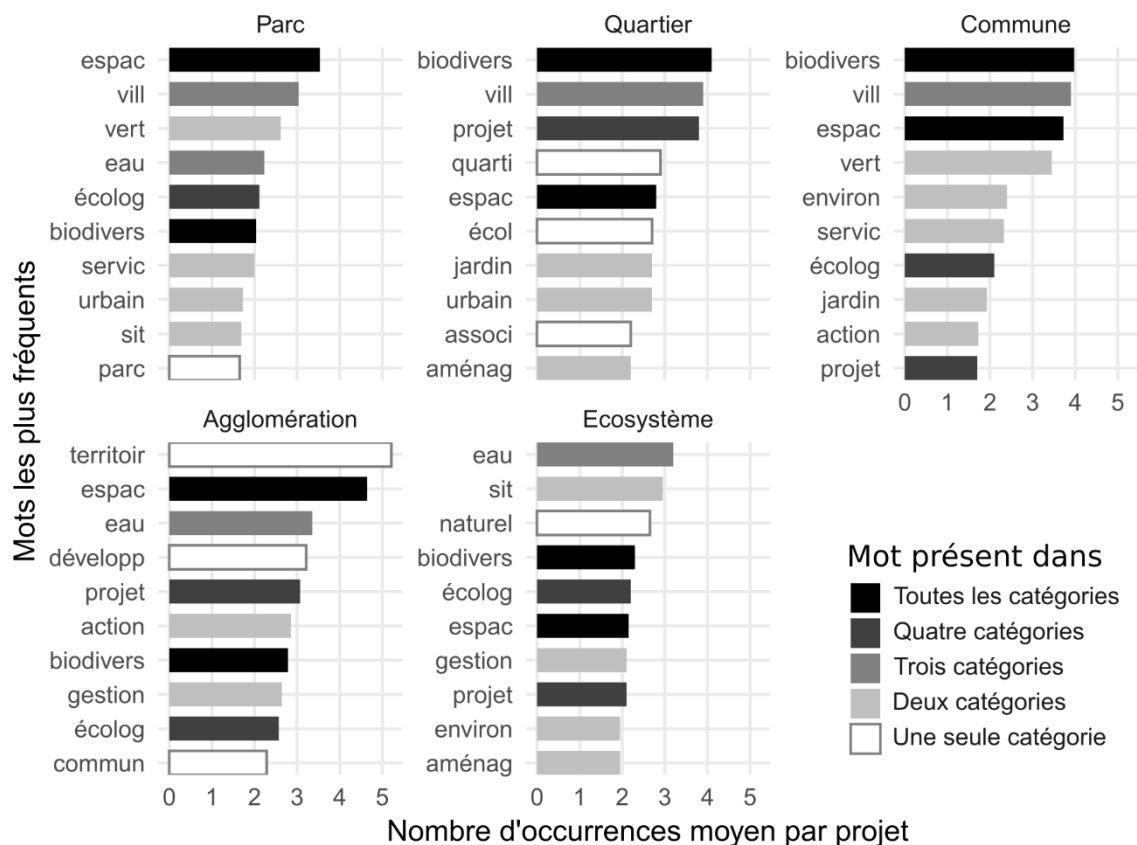 Parc
espac
vill
vert
eau
écolog
biodivers
servic
urbain
sit
parc
Quartier
biodivers
vill
projet
quarti
espac
écol
jardin
urbain
associ
aménag
Commune
biodivers
vill
espac
vert
environ
servic
écolog
jardin
action
projet
0 1 2 3 4 5
Mots les plus fréquents
Agglomération
territoir
espac
eau
développ
projet
action
biodivers
gestion
écolog
commun
0 1 2 3 4 5
Ecosystème
eau
sit
naturel
biodivers
écolog
espac
gestion
projet
environ
aménag
0 1 2 3 4 5
Nombre d'occurrences moyen par projet
Mot présent dans
Toutes les catégories
Quatre catégories
Trois catégories
Deux catégories
Une seule catégorie